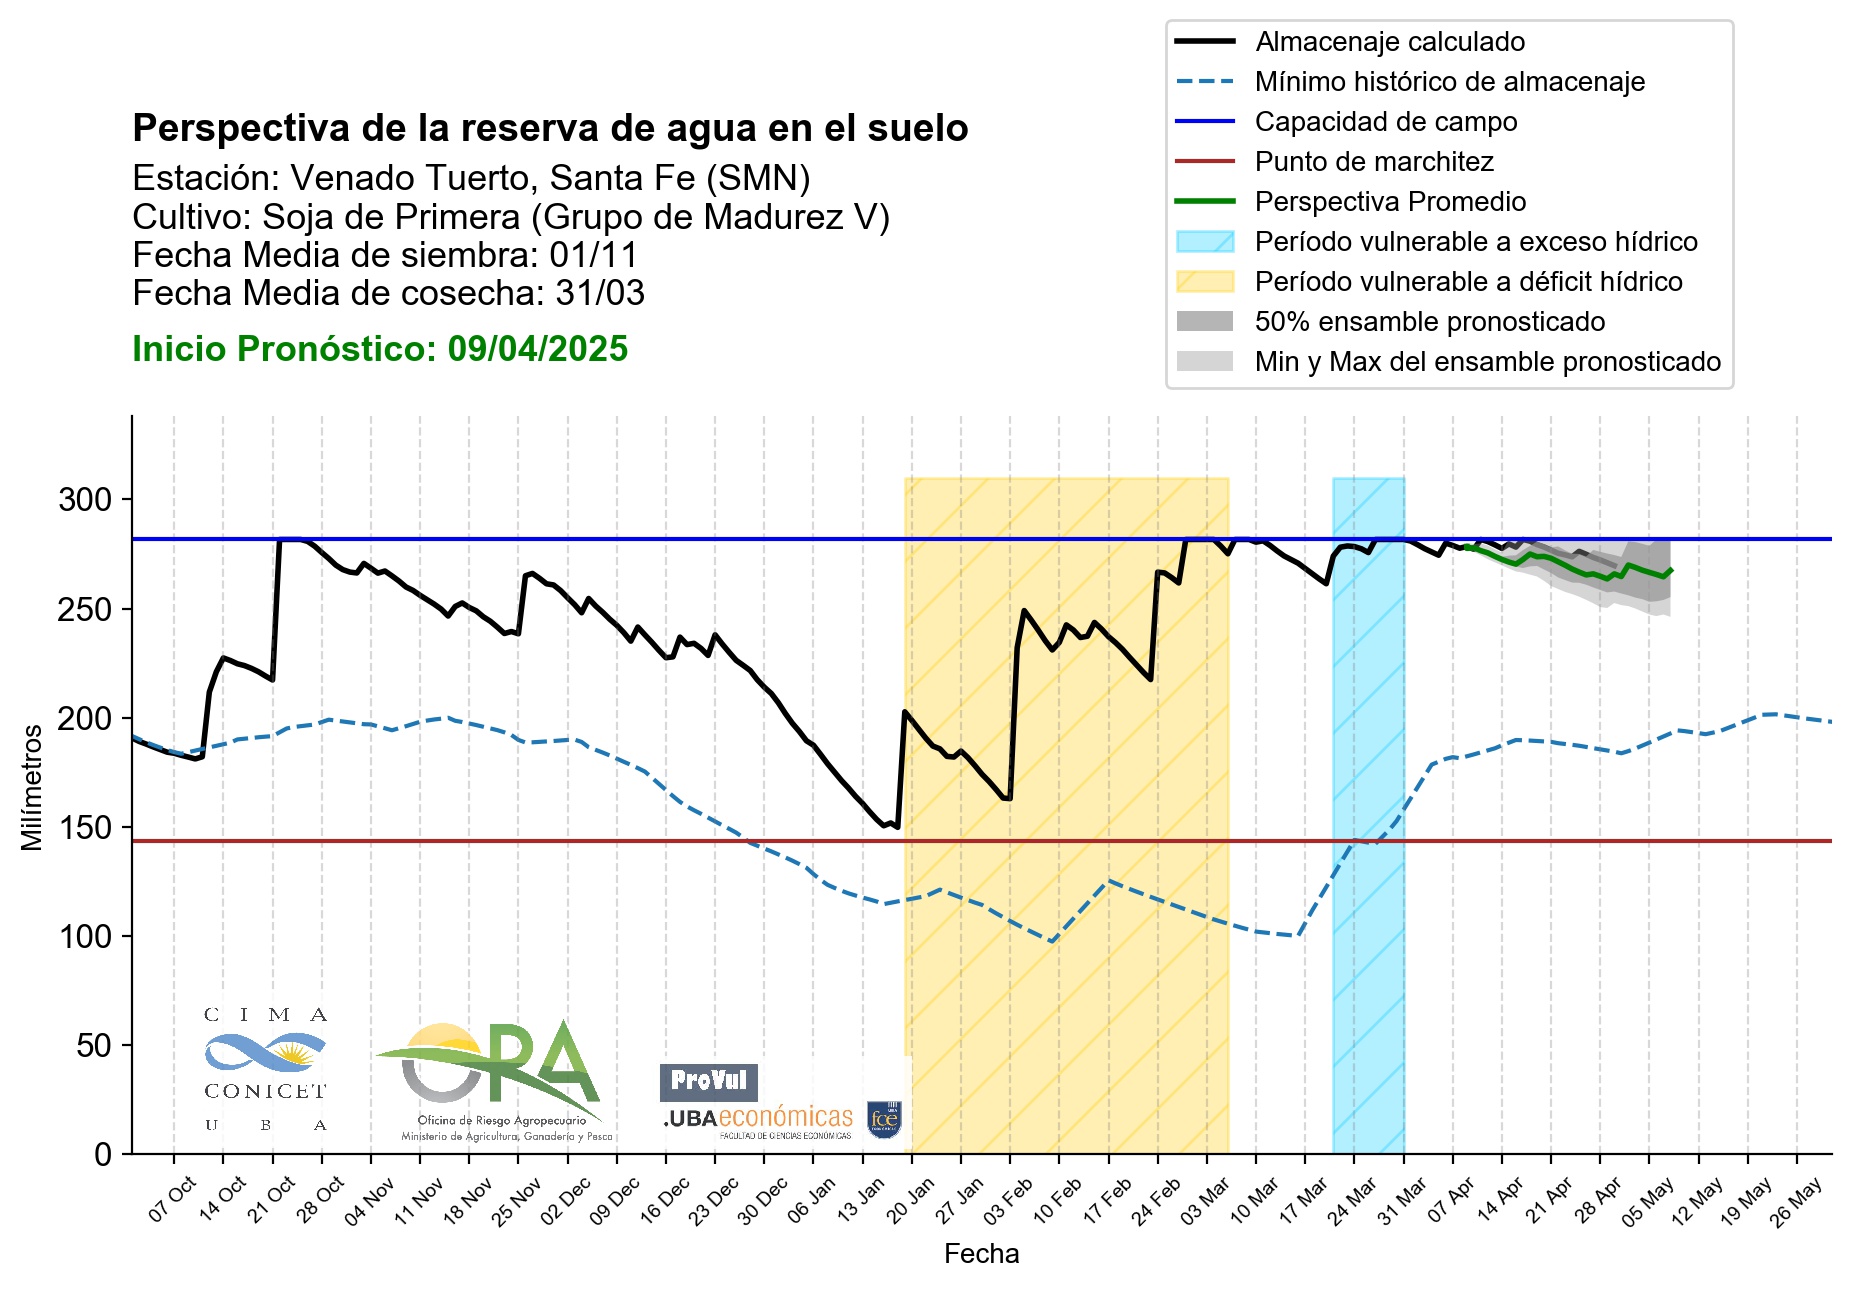 Almacenaje calculado
Mínimo histórico de almacenaje
Capacidad de campo
Punto de marchitez
Perspectiva Promedio
Período vulnerable a exceso hídrico
Período vulnerable a déficit hídrico
50% ensamble pronosticado
Min y Max del ensamble pronosticado
Perspectiva de la reserva de agua en el suelo
Estación: Venado Tuerto, Santa Fe (SMN)
Cultivo: Soja de Primera (Grupo de Madurez V)
Fecha Media de siembra: 01/11
Fecha Media de cosecha: 31/03
Inicio Pronóstico: 09/04/2025
Milímetros
300
250
200
150
100
50
0
CIMA
CONICET
UBA
ORA
Oficina de Riesgo Agropecuario
Ministerio de Agricultura, Ganadería y Pesca
ProVul
.UBAeconómicas
FACULTAD DE CIENCIAS ECONÓMICAS
fce
07 Oct
14 Oct
21 Oct
28 Oct
04 Nov
11 Nov
18 Nov
25 Nov
02 Dec
09 Dec
16 Dec
23 Dec
30 Dec
06 Jan
13 Jan
20 Jan
27 Jan
03 Feb
10 Feb
17 Feb
24 Feb
03 Mar
10 Mar
17 Mar
24 Mar
31 Mar
07 Apr
14 Apr
21 Apr
28 Apr
05 May
12 May
19 May
26 May
Fecha